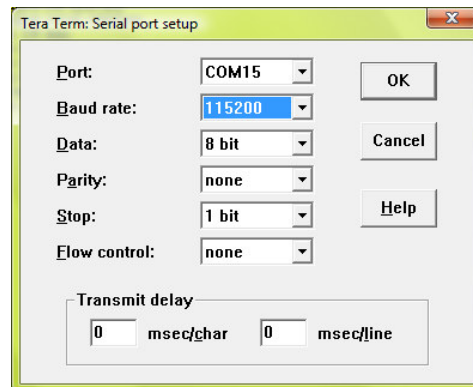 Tera Term: Serial port setup
Port: COM15 OK
Baud rate: 115200
Data: 8 bit Cancel
Parity: none
Stop: 1 bit Help
Flow control: none
Transmit delay
0 msec/char 0 msec/line